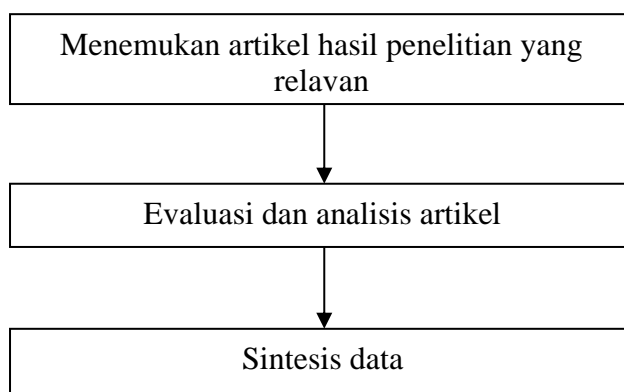 Menemukan artikel hasil penelitian yang
relavan
Evaluasi dan analisis artikel
Sintesis data